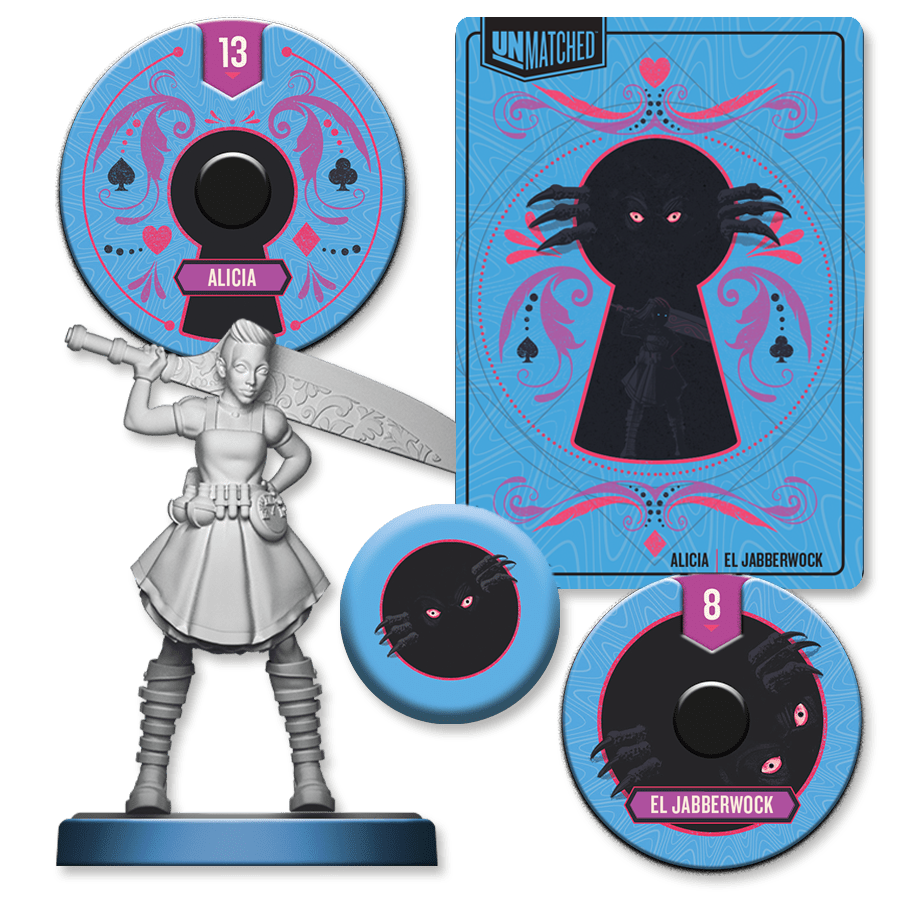 13
ALICIA
UNMATCHED
ALICIA | EL JABBERWOCK
8
EL JABBERWOCK